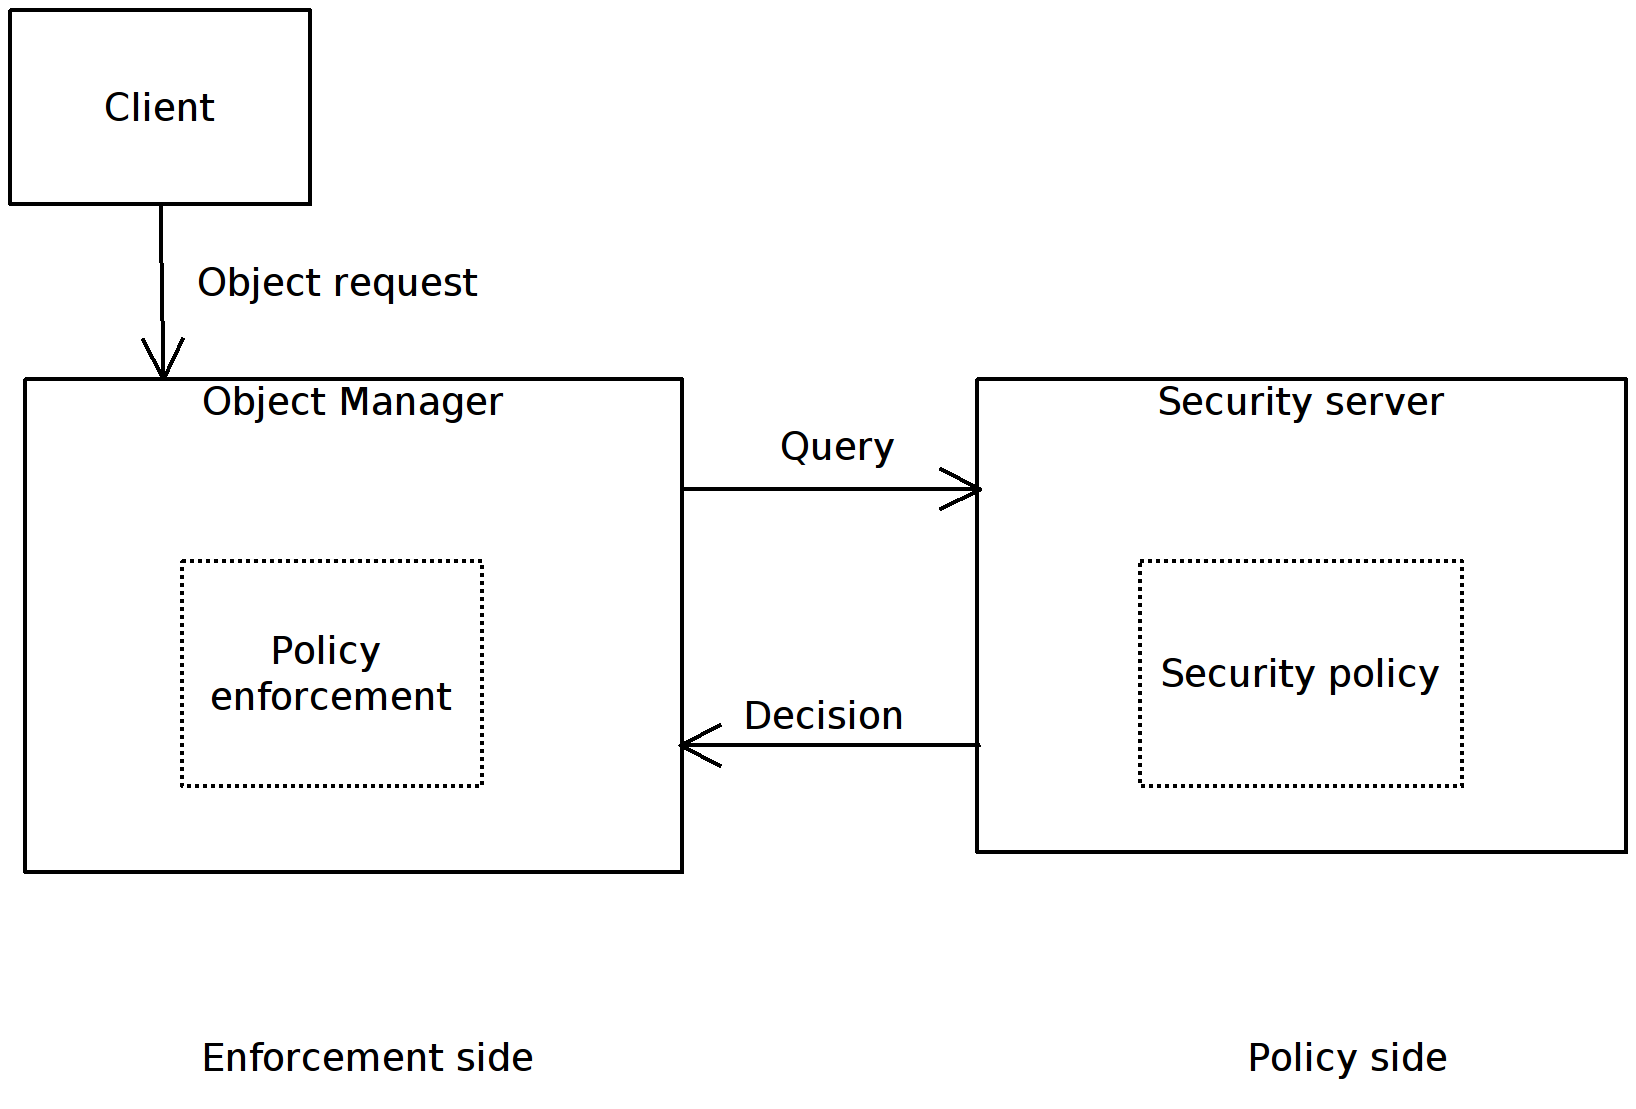 Client
Object request
Object Manager
Security server
Query
Policy
enforcement
Security policy
Decision
Enforcement side
Policy side